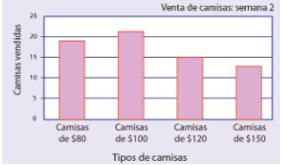 Venta de camisas: semana 2
Camisas vendidas
25
20
15
10
5
0
Camisas de $80
Camisas de $100
Camisas de $120
Camisas de $150
Tipos de camisas